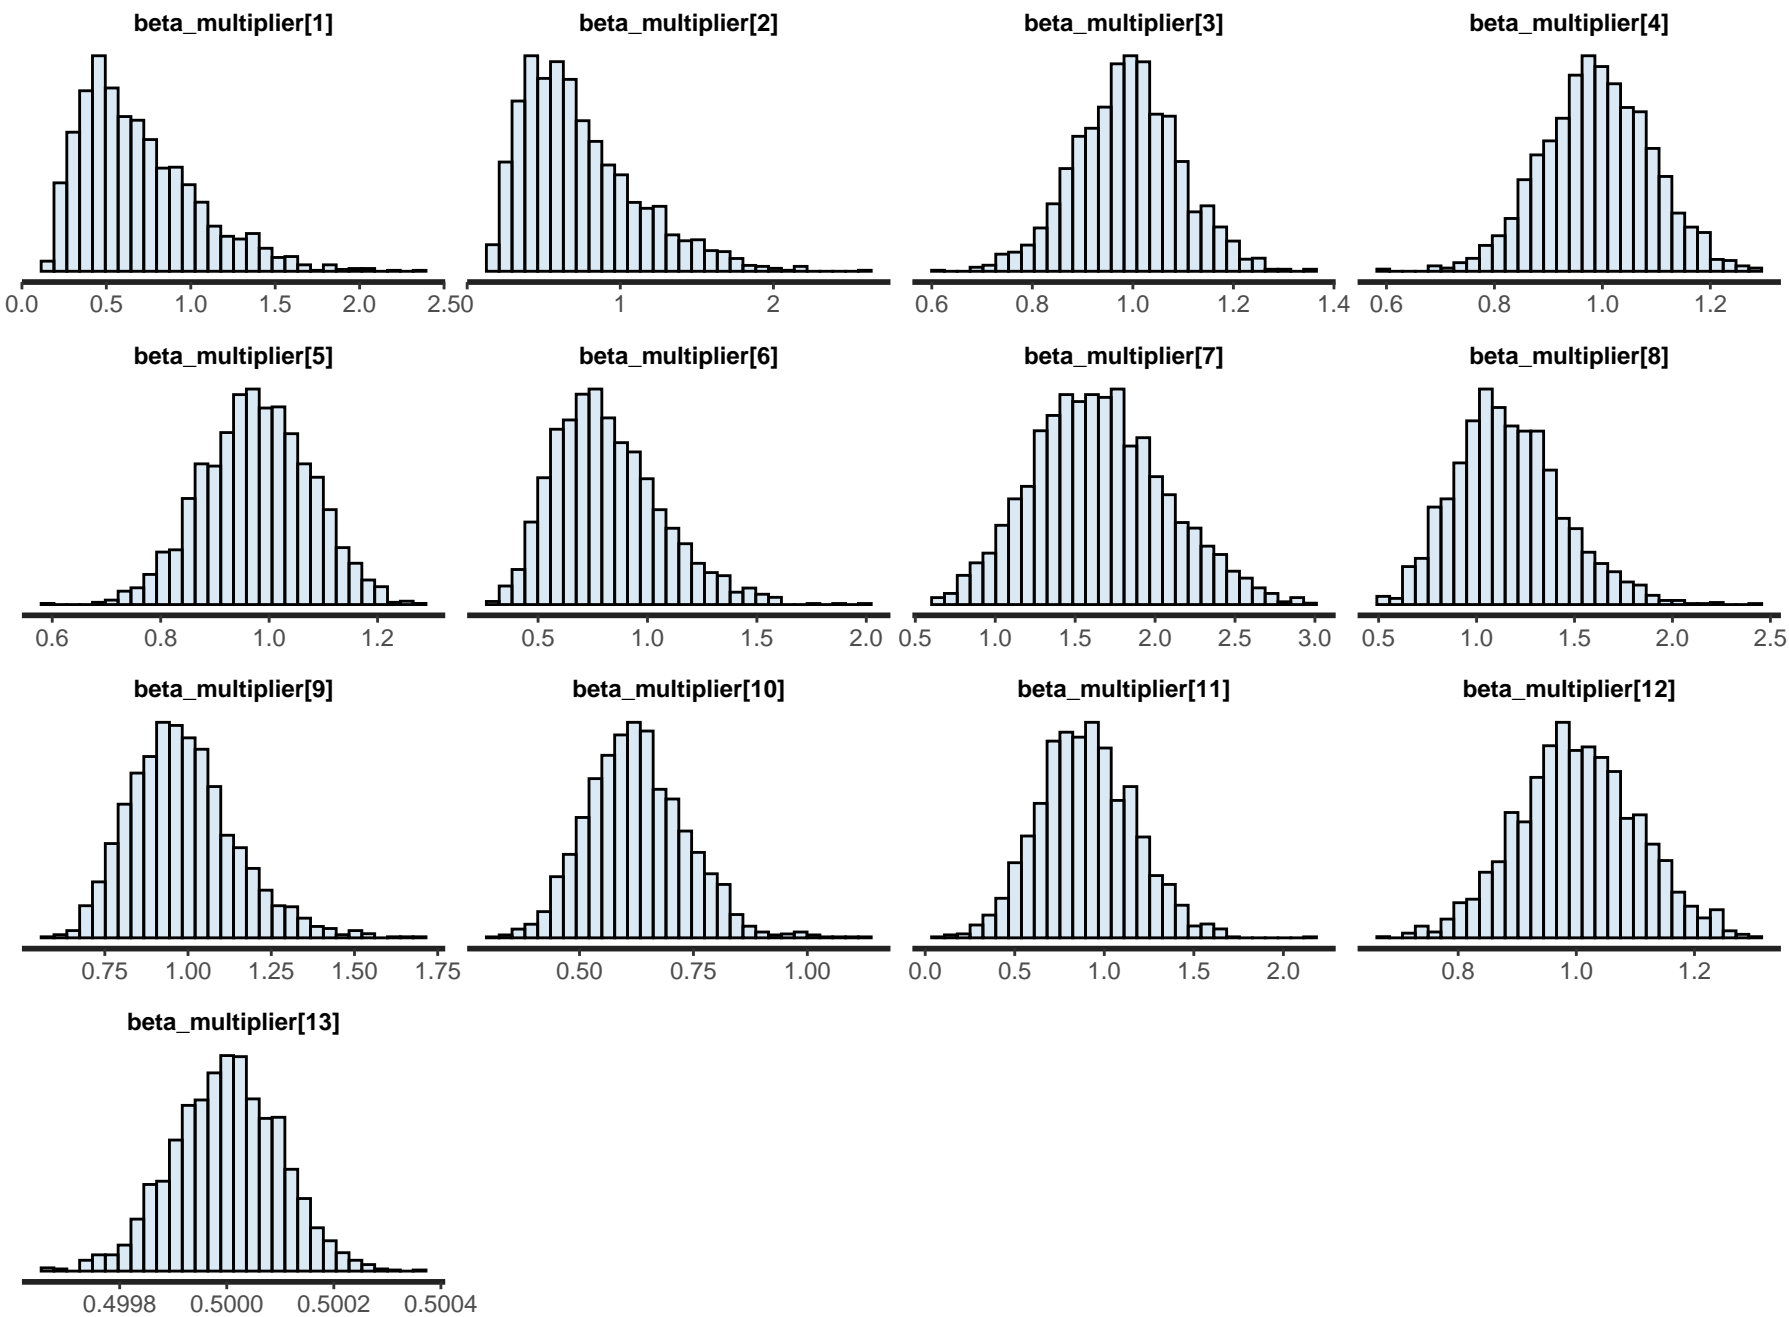 beta_multiplier[1] beta_multiplier[2] beta_multiplier[3] beta_multiplier[4]
0.0 0.5 1.0 1.5 2.0 2.5 0 1 2 0.6 0.8 1.0 1.2 1.4 0.6 0.8 1.0 1.2
beta_multiplier[5] beta_multiplier[6] beta_multiplier[7] beta_multiplier[8]
0.6 0.8 1.0 1.2 0.5 1.0 1.5 2.0 0.5 1.0 1.5 2.0 2.5 3.0 0.5 1.0 1.5 2.0 2.5
beta_multiplier[9] beta_multiplier[10] beta_multiplier[11] beta_multiplier[12]
0.75 1.00 1.25 1.50 1.75 0.50 0.75 1.00 0.0 0.5 1.0 1.5 2.0 0.8 1.0 1.2
beta_multiplier[13]
0.4998 0.5000 0.5002 0.5004